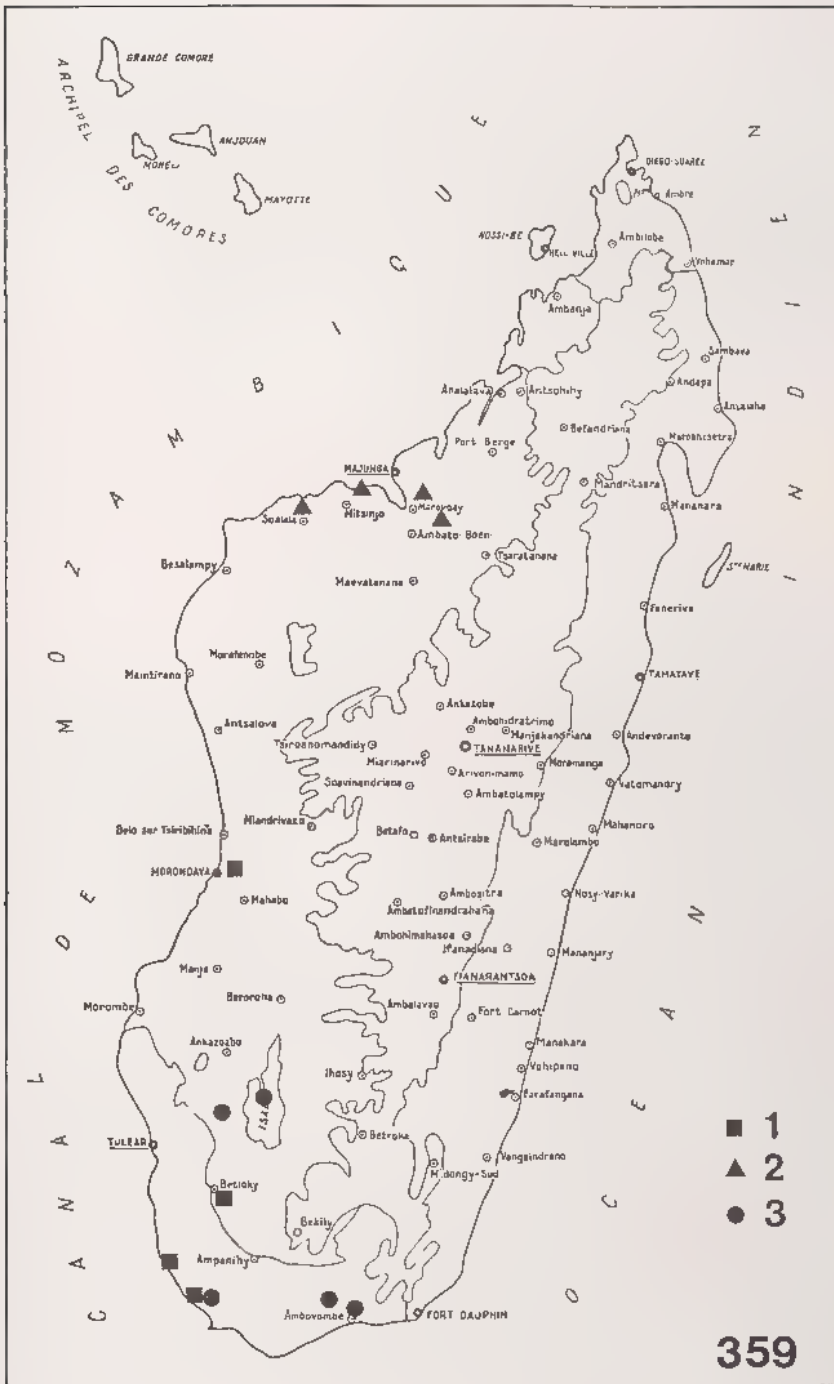 GRANDE COMORE
ARCHIPEL DES COMORES
ANJOUAN
MOHELI
MAYOTTE
CANAL DE MOZAMBIQUE
OCEAN INDIEN
DIEGO-SUAREZ
Ambre
NOSSI-BE
HELL VILLE
Ambilobe
Vohemar
Ambanja
Sambava
Andapa
Analalava
Antsohihy
Antalaha
Befandriana
Maroantsetra
Port Bergé
MAJUNGA
Mandritsara
Mananara
Marovoay
Mitsinjo
Soalala
Ambato-Boeni
Tsaratanana
STE MARIE
Besalampy
Maevatanana
Fenerive
Morafenobe
Maintirano
TAMATAVE
Ankazobe
Antsalova
Ambohidratrimo
Manjakandriana
Andevorante
Tsiroanomandidy
TANANARIVE
Miarinarivo
Moramanga
Arivonimamo
Soavinandriana
Vatomandry
Ambatolampy
Miandrivazo
Belo sur Tsiribihina
Betafo
Antsirabe
Mahanoro
Marolambo
MORONDAVA
Mahabo
Ambositra
Nosy-Varika
Ambatofinandrahana
Ambohimahasoa
Ifanadiana
Mananjary
Manja
FIANARANTSOA
Beroroha
Morombe
Ambalavao
Fort Carnot
Manakara
Ankazoabo
Vohipeno
Ihosy
Farafangana
Betroka
TULEAR
Vangaindrano
Midongy-Sud
Betioky
Bekily
Ampanihy
Ambovombe
FORT DAUPHIN
1
2
3
359